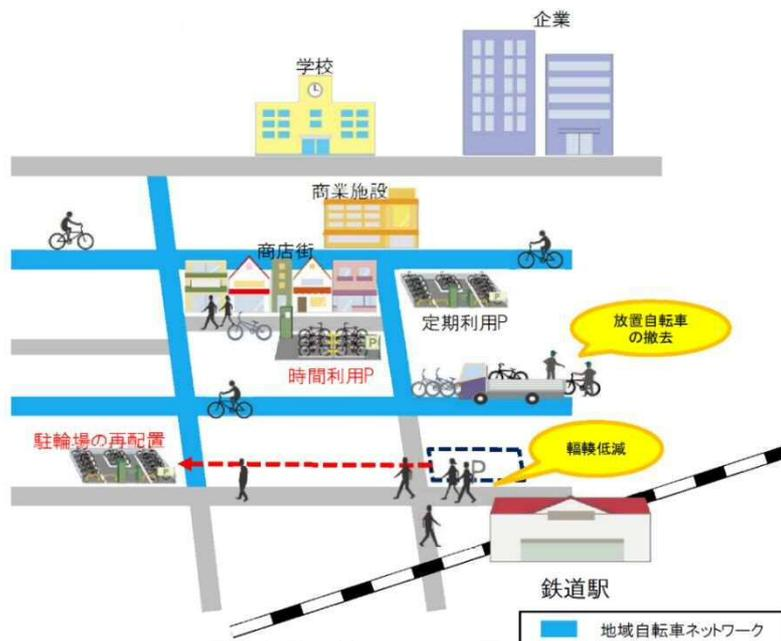 企業
学校
商業施設
商店街
定期利用P
放置自転車
の撤去
P
時間利用P
P
駐輪場の再配置
P
輻輳低減
鉄道駅
地域自転車ネットワーク